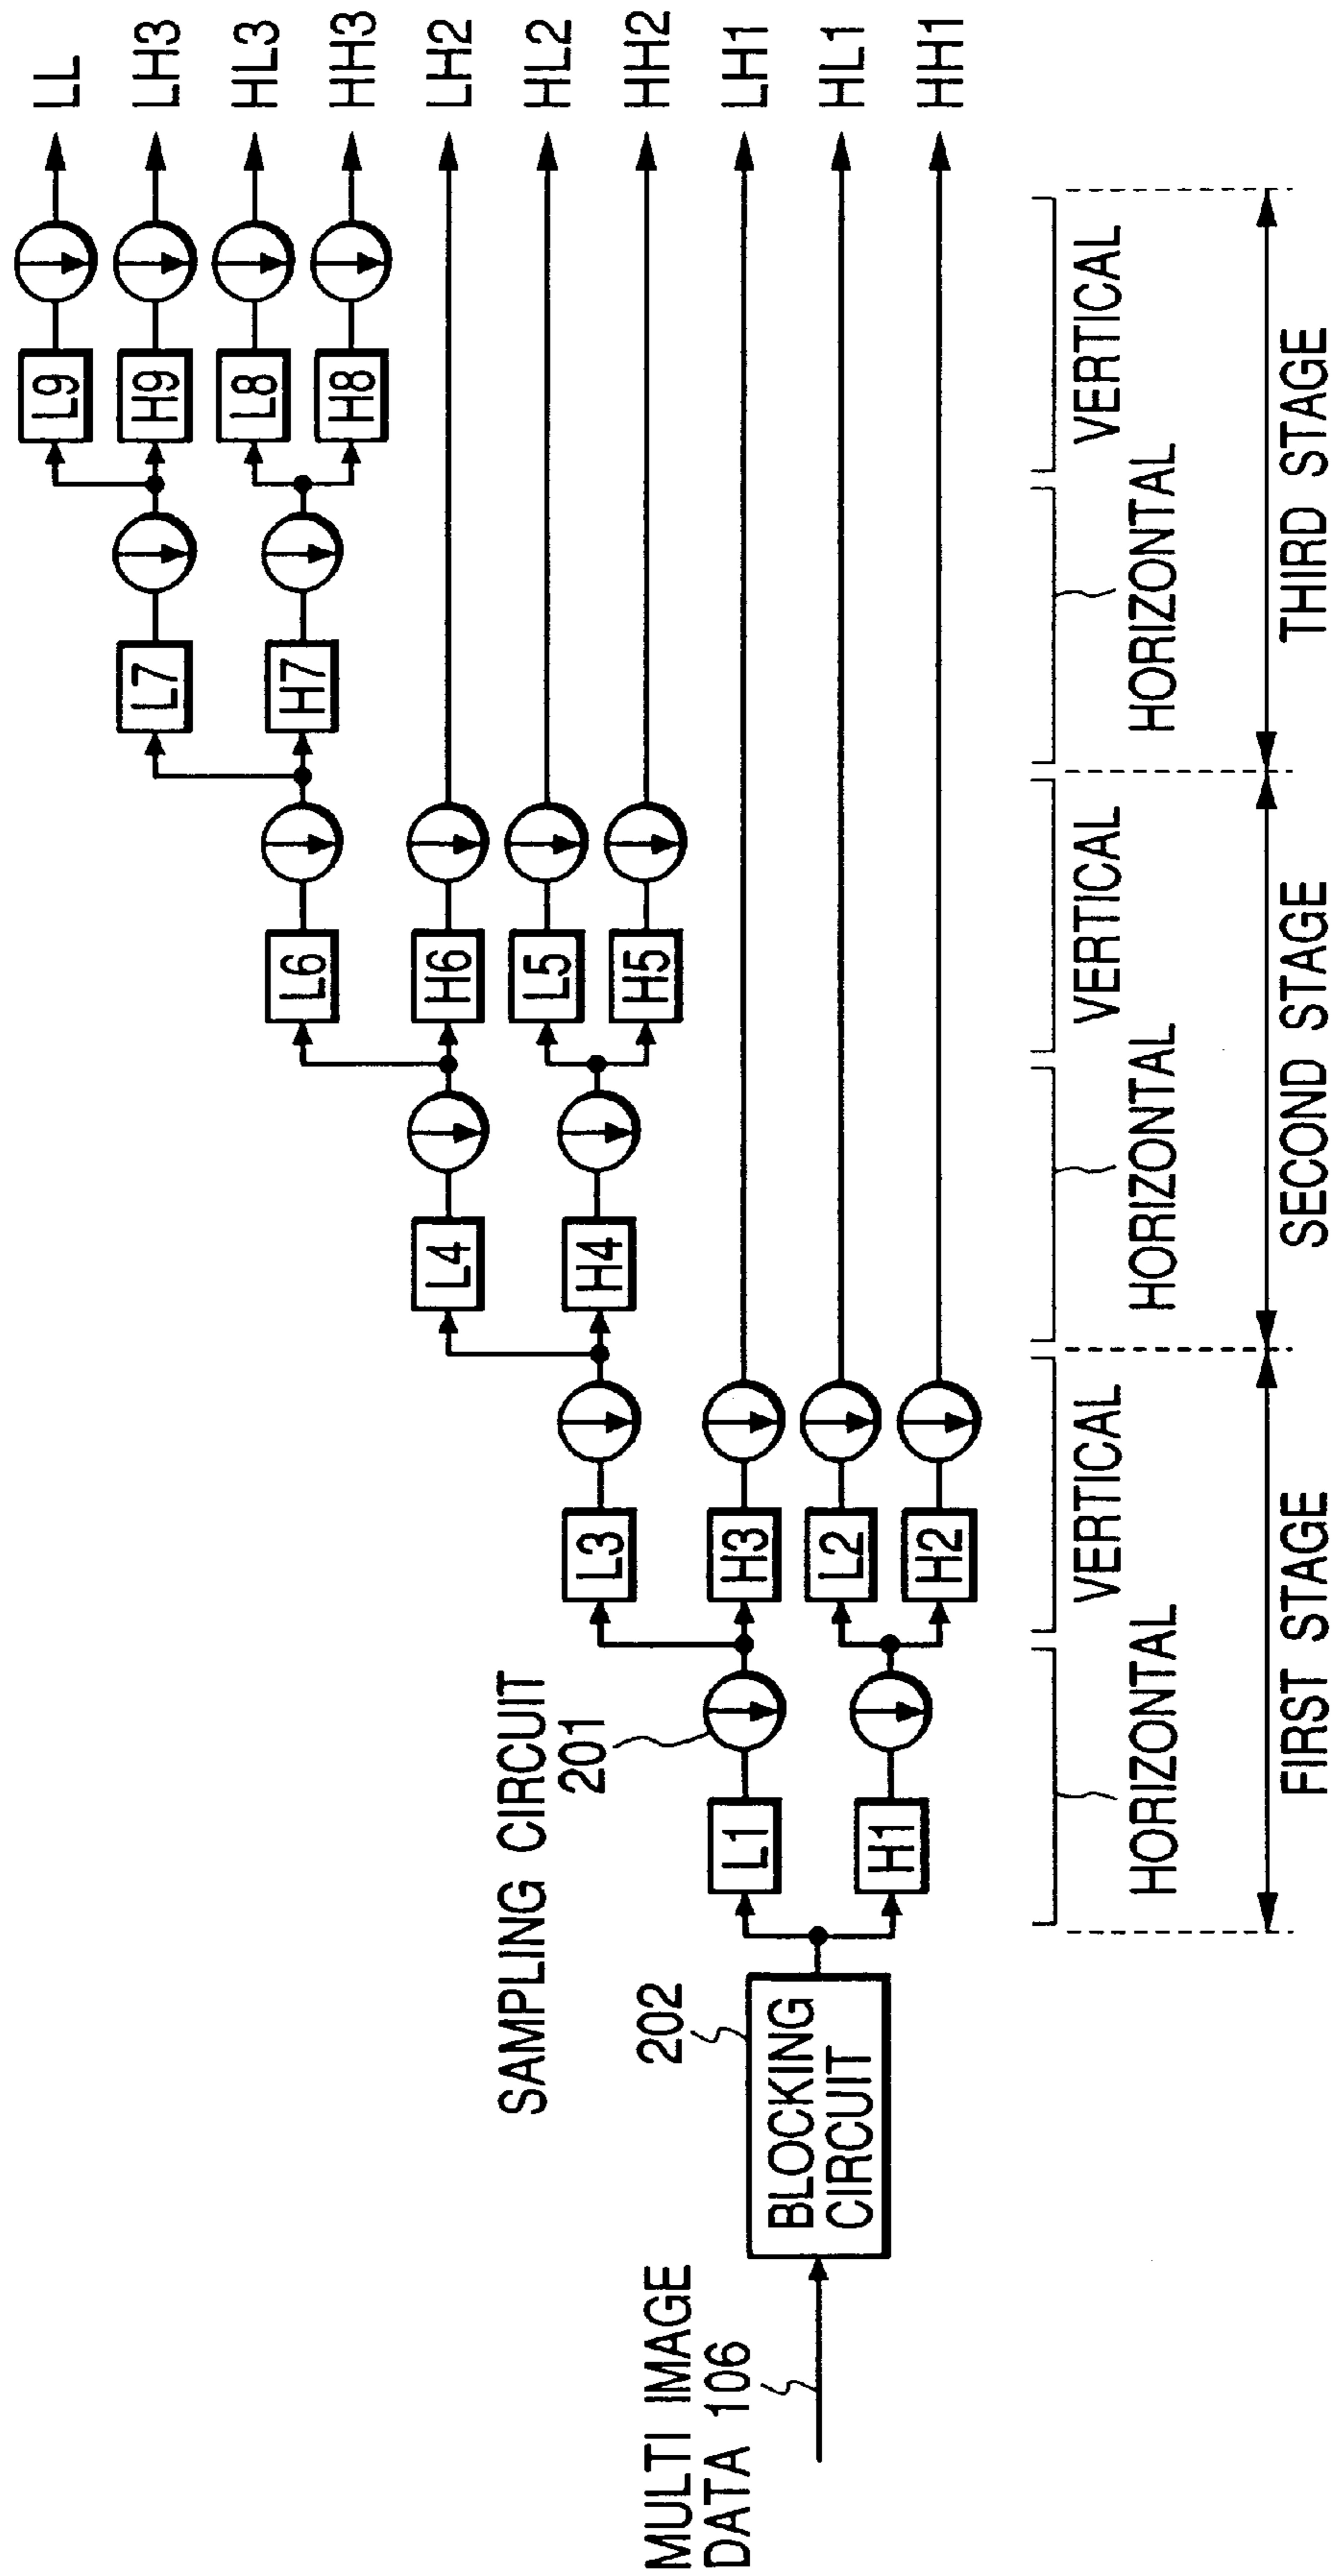 MULTI IMAGE
DATA 106
BLOCKING
CIRCUIT
202
SAMPLING CIRCUIT
201
L1
H1
L3
H3
L2
H2
L4
H4
L6
H6
L5
H5
L7
H7
L9
H9
L8
H8
LL
LH3
HL3
HH3
LH2
HL2
HH2
LH1
HL1
HH1
HORIZONTAL
VERTICAL
HORIZONTAL
VERTICAL
HORIZONTAL
VERTICAL
FIRST STAGE
SECOND STAGE
THIRD STAGE